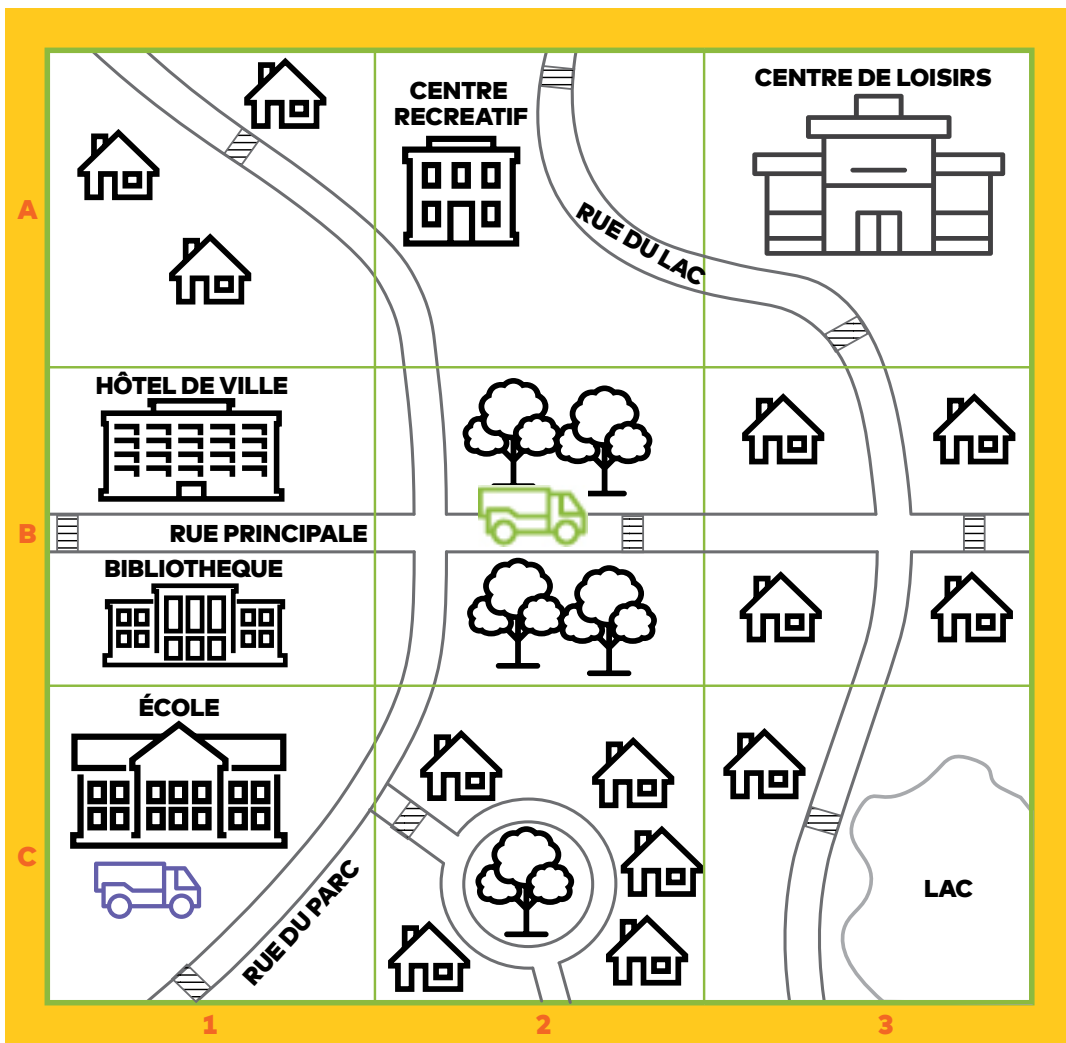 CENTRE
RECREATIF
CENTRE DE LOISIRS
A
RUE DU LAC
HÔTEL DE VILLE
B
RUE PRINCIPALE
BIBLIOTHEQUE
ÉCOLE
C
RUE DU PARC
LAC
1
2
3